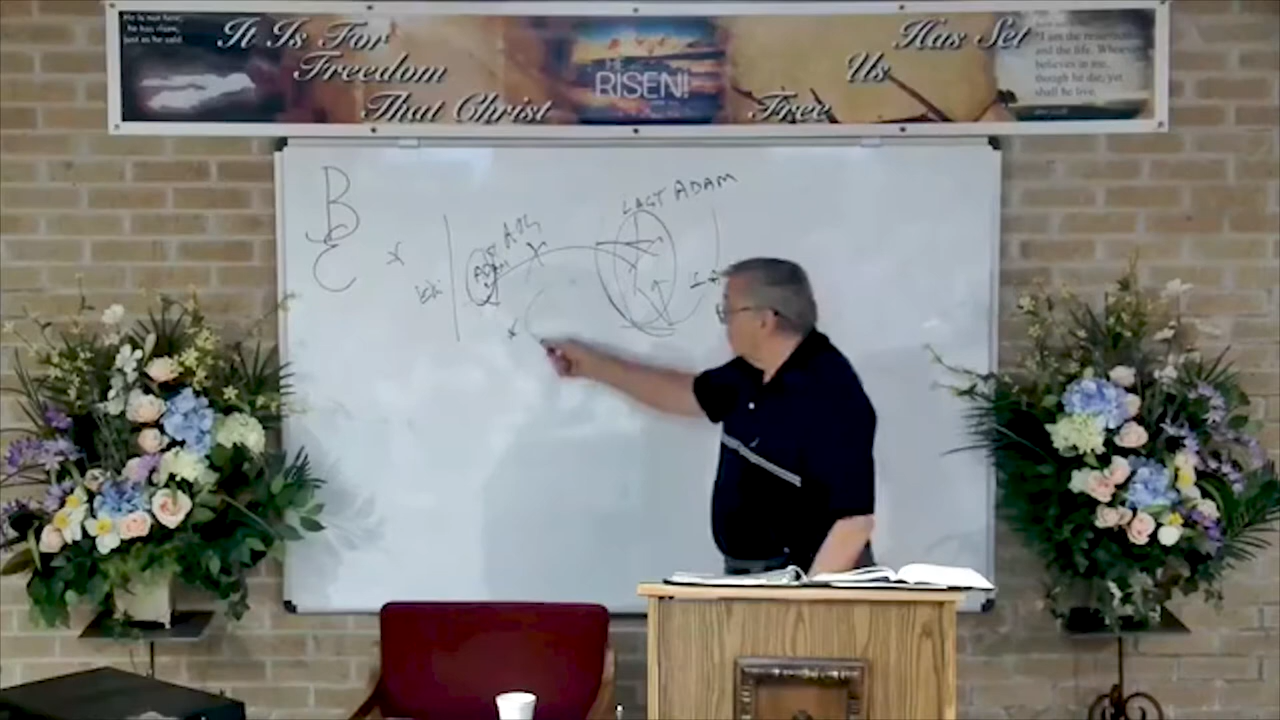 He is not here;
he has risen,
just as he said.
It Is For
Freedom
That Christ
HE
IS
RISEN!
Has Set
Us
Free
"I am the resurrection
and the life. Whoever
believes in me,
though he die, yet
shall he live.
B
LAST ADAM
ADAM